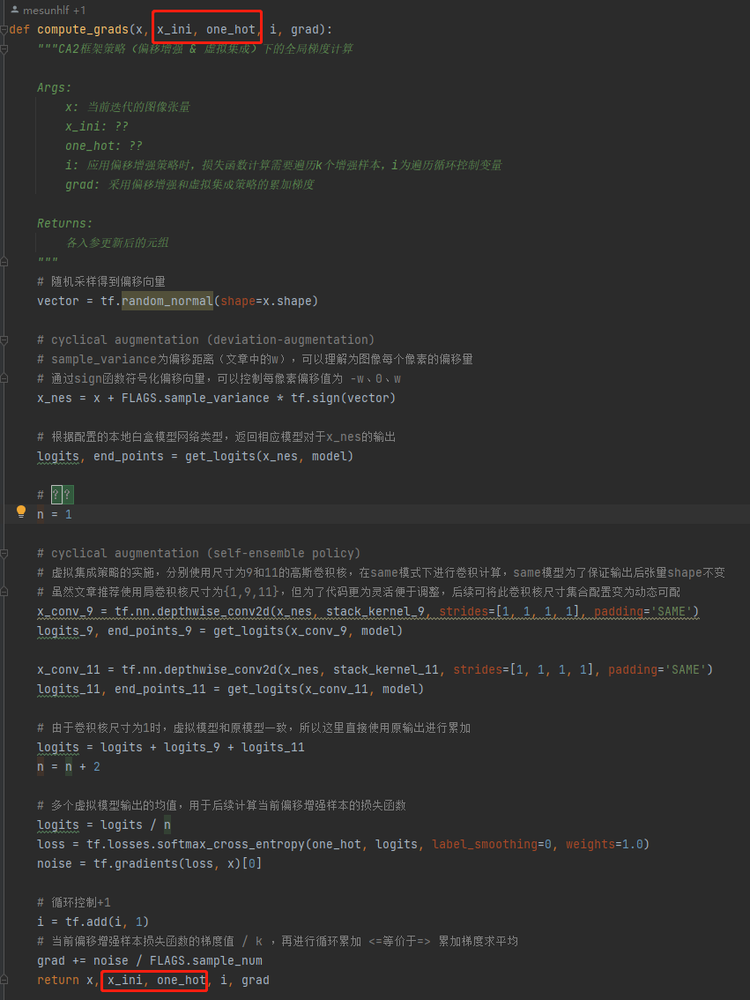 mesunhlf +1
def compute_grads(x, x_ini, one_hot, i, grad):
"""CA2框架策略（偏移增强 & 虚拟集成）下的全局梯度计算
Args:
x: 当前迭代的图像张量
x_ini: ??
one_hot: ??
i: 应用偏移增强策略时，损失函数计算需要遍历k个增强样本，i为遍历循环控制变量
grad: 采用偏移增强和虚拟集成策略的累加梯度
Returns:
各入参更新后的元组
"""
# 随机采样得到偏移向量
vector = tf.random_normal(shape=x.shape)
# cyclical augmentation (deviation-augmentation)
# sample_variance为偏移距离（文章中的w），可以理解为图像每个像素的偏移量
# 通过sign函数符号化偏移向量，可以控制每像素偏移值为 -w、0、w
x_nes = x + FLAGS.sample_variance * tf.sign(vector)
# 根据配置的本地白盒模型网络类型，返回相应模型对于x_nes的输出
logits, end_points = get_logits(x_nes, model)
# ??
n = 1
# cyclical augmentation (self-ensemble policy)
# 虚拟集成策略的实施，分别使用尺寸为9和11的高斯卷积核，在same模式下进行卷积计算，same模型为了保证输出后张量shape不变
# 虽然文章推荐使用局卷积核尺寸为{1,9,11}，但为了代码更为灵活便于调整，后续可将此卷积核尺寸集合配置变为动态可配
x_conv_9 = tf.nn.depthwise_conv2d(x_nes, stack_kernel_9, strides=[1, 1, 1, 1], padding='SAME')
logits_9, end_points_9 = get_logits(x_conv_9, model)
x_conv_11 = tf.nn.depthwise_conv2d(x_nes, stack_kernel_11, strides=[1, 1, 1, 1], padding='SAME')
logits_11, end_points_11 = get_logits(x_conv_11, model)
# 由于卷积核尺寸为1时，虚拟模型和原模型一致，所以这里直接使用原输出进行累加
logits = logits + logits_9 + logits_11
n = n + 2
# 多个虚拟模型输出的均值，用于后续计算当前偏移增强样本的损失函数
logits = logits / n
loss = tf.losses.softmax_cross_entropy(one_hot, logits, label_smoothing=0, weights=1.0)
noise = tf.gradients(loss, x)[0]
# 循环控制+1
i = tf.add(i, 1)
# 当前偏移增强样本损失函数的梯度值 / k ，再进行循环累加 <=等价于=> 累加梯度求平均
grad += noise / FLAGS.sample_num
return x, x_ini, one_hot, i, grad